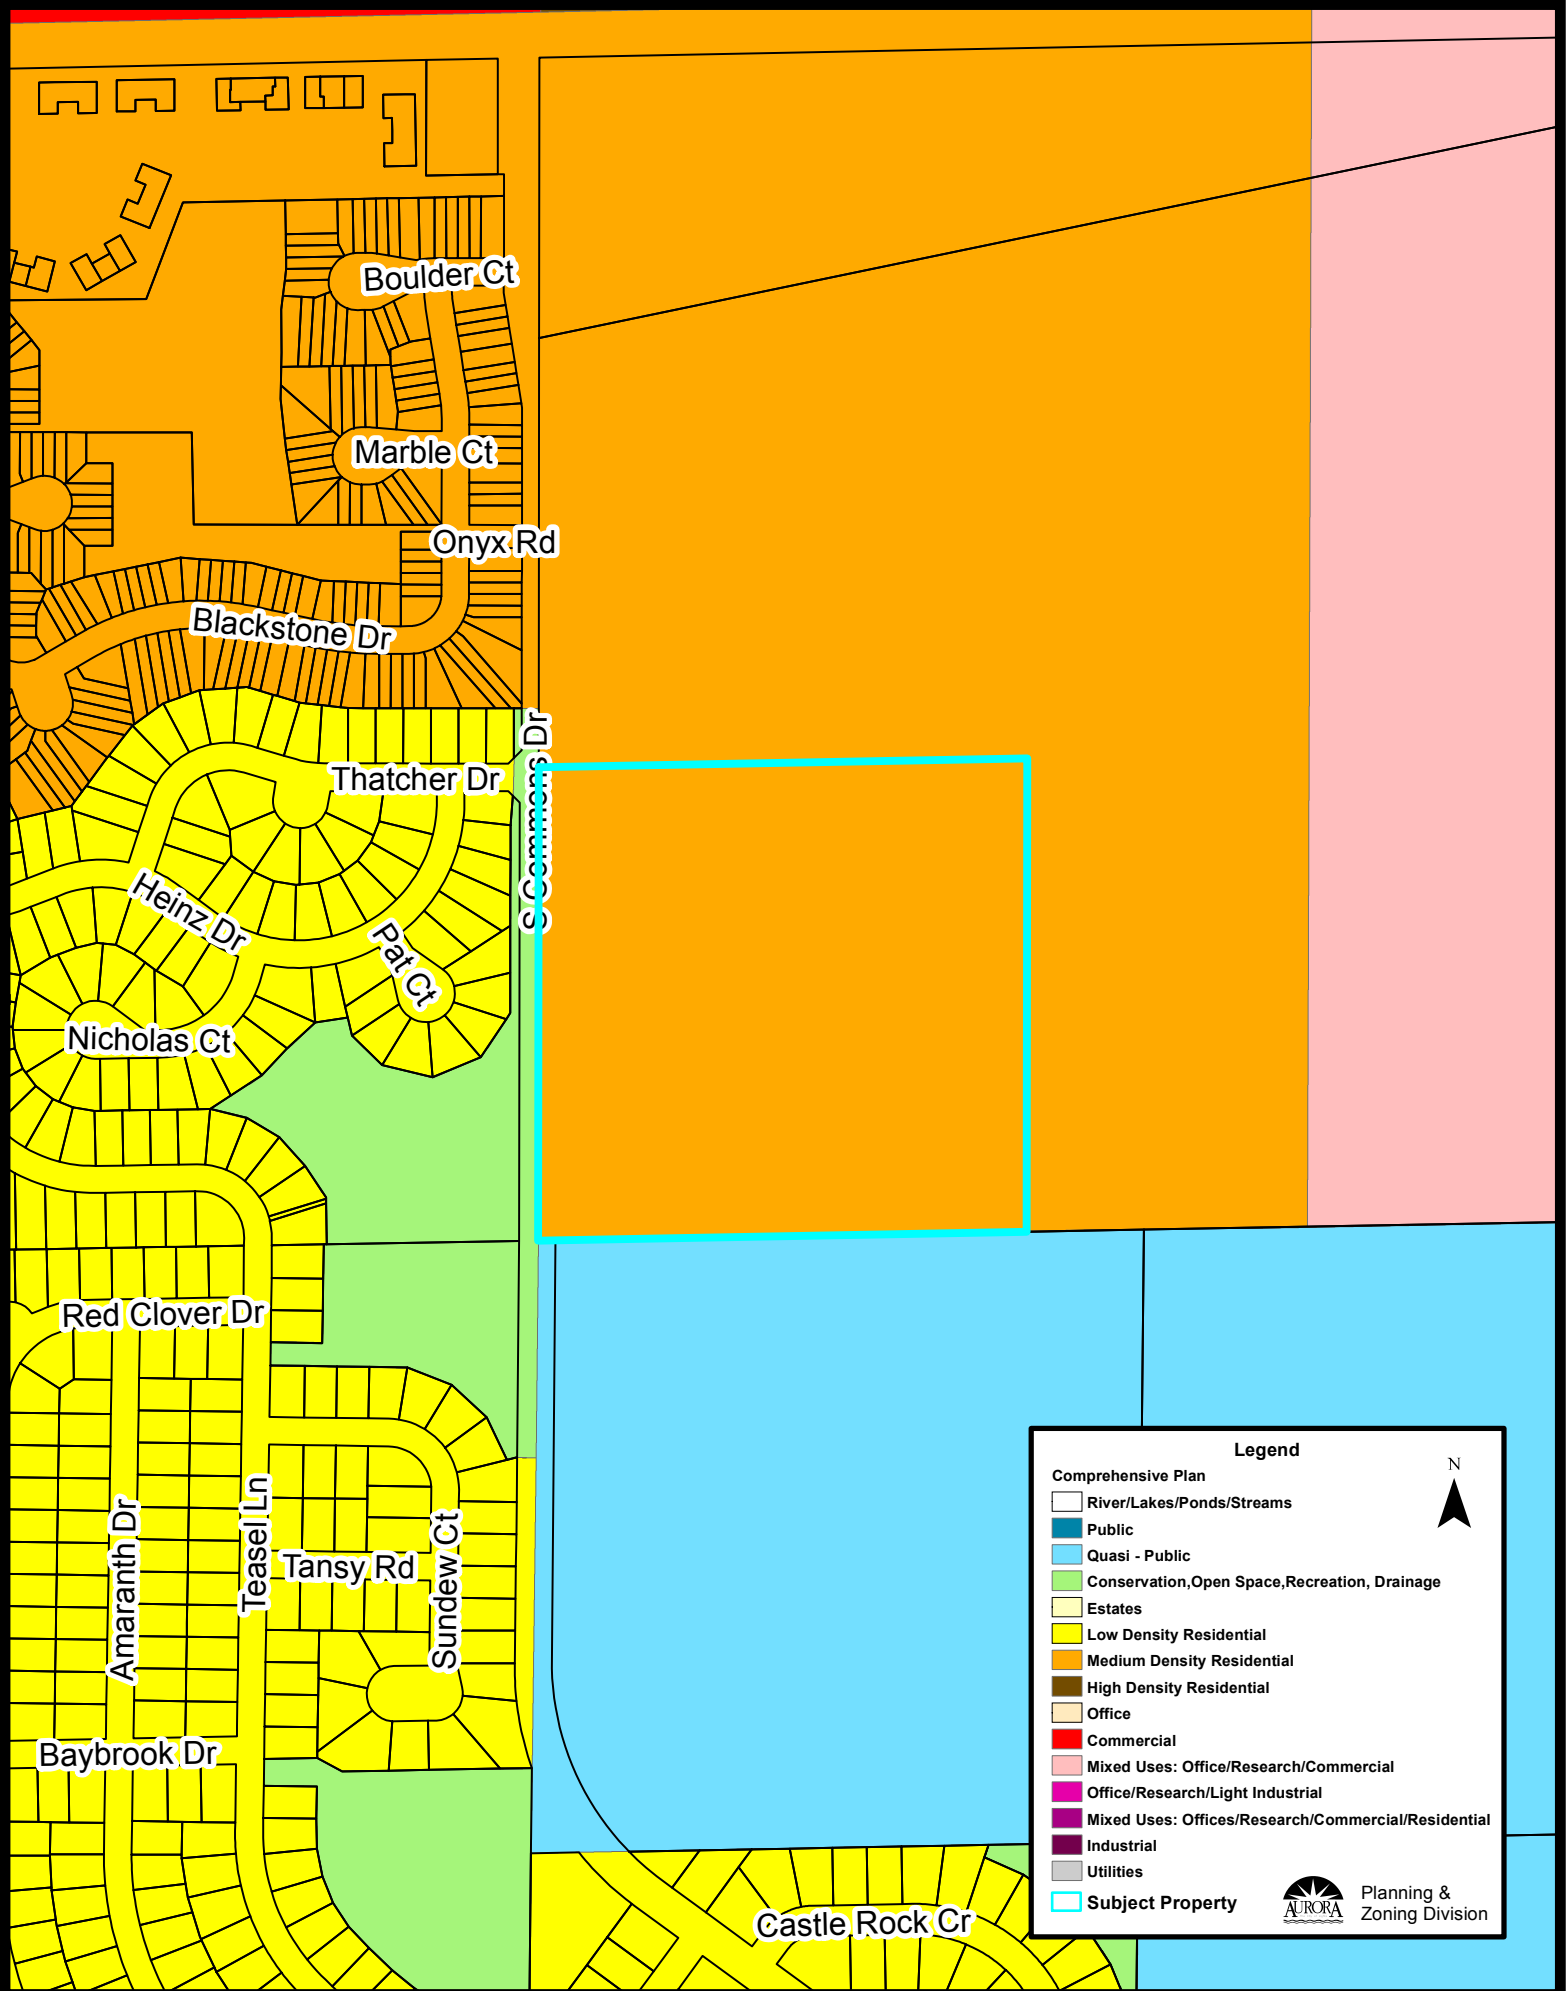 Boulder Ct
Marble Ct
Onyx Rd
Blackstone Dr
S Commons Dr
Thatcher Dr
Heinz Dr
Pat Ct
Nicholas Ct
Red Clover Dr
Amaranth Dr
Teasel Ln
Tansy Rd
Sundew Ct
Baybrook Dr
Castle Rock Cr
Legend
N
Comprehensive Plan
River/Lakes/Ponds/Streams
Public
Quasi - Public
Conservation,Open Space,Recreation, Drainage
Estates
Low Density Residential
Medium Density Residential
High Density Residential
Office
Commercial
Mixed Uses: Office/Research/Commercial
Office/Research/Light Industrial
Mixed Uses: Offices/Research/Commercial/Residential
Industrial
Utilities
Subject Property
AURORA
Planning &
Zoning Division